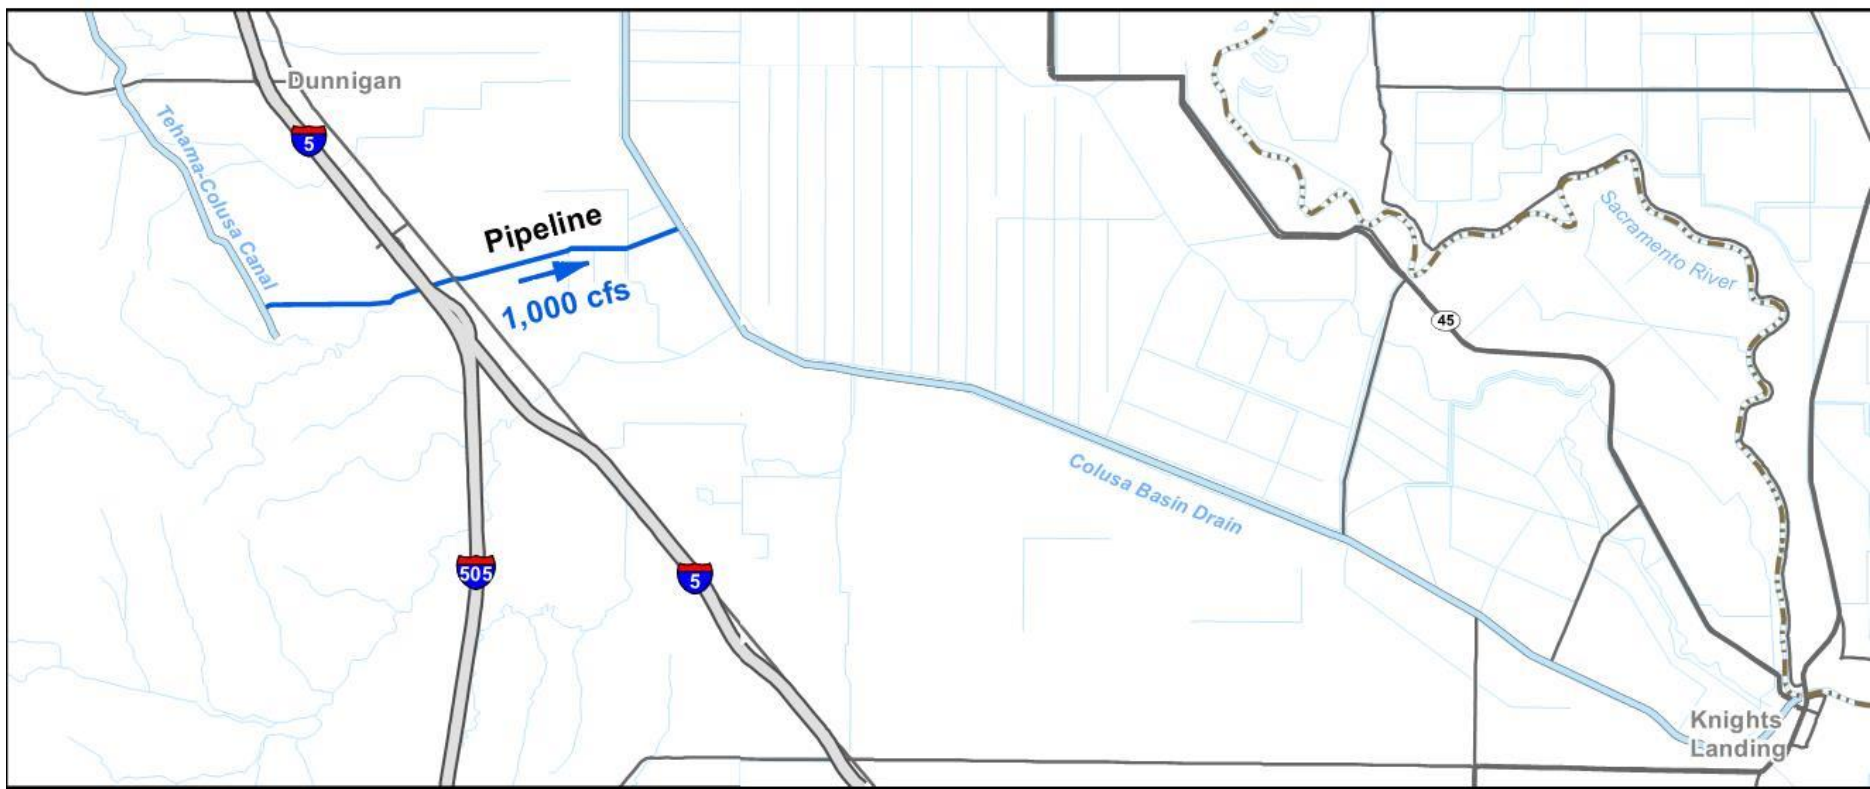 Dunnigan
5
Tehama-Colusa Canal
Pipeline
1,000 cfs
Sacramento River
45
Colusa Basin Drain
505
5
Knights
Landing